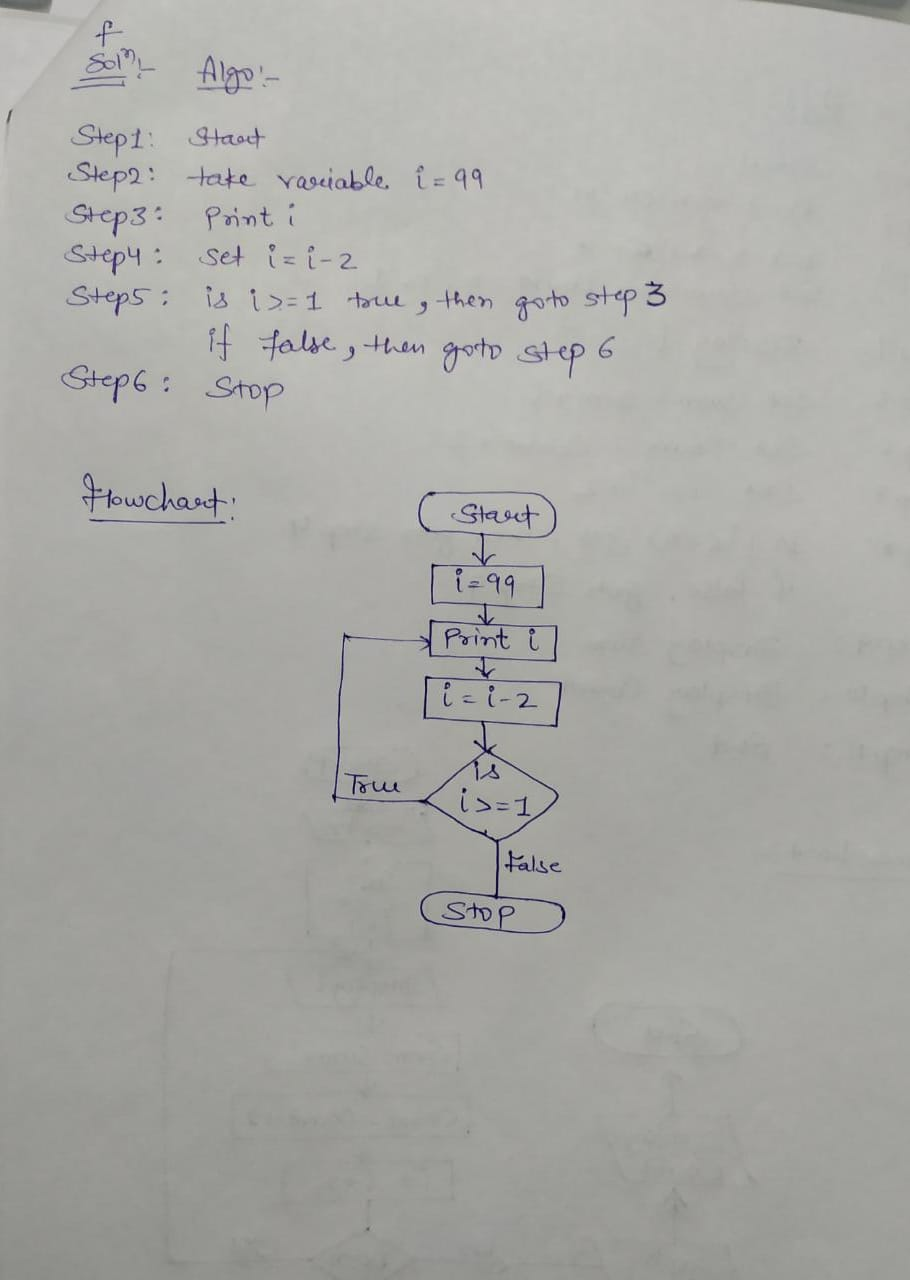 f
Solⁿ:- Algo:-
Step1: Start
Step2: take variable i=99
Step3: Print i
Step4: set i=i-2
Step5: is i>=1 true, then goto step 3
if false, then goto step 6
Step6: Stop
Flowchart:
Start
i=99
Print i
i=i-2
is
i>=1
True
False
Stop